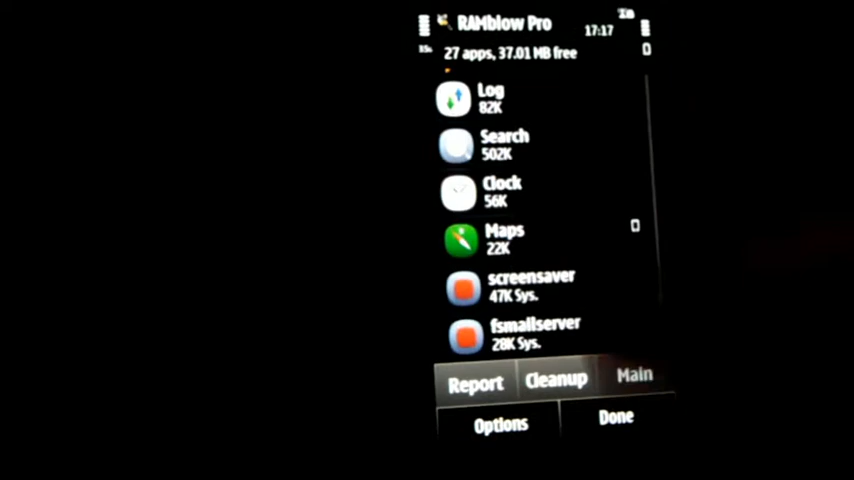 RAMblow Pro
17:17
27 apps, 37.01 MB free
Log
82K
Search
502K
Clock
56K
Maps
22K
screensaver
47K Sys.
fsmailserver
28K Sys.
Report Cleanup Main
Options Done